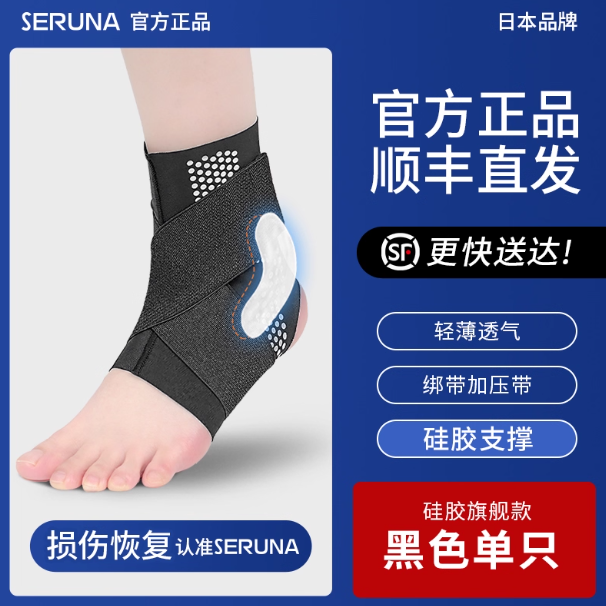 SERUNA 官方正品
日本品牌
官方正品
顺丰直发
SF 更快送达!
轻薄透气
绑带加压带
硅胶支撑
损伤恢复 认准SERUNA
硅胶旗舰款
黑色单只